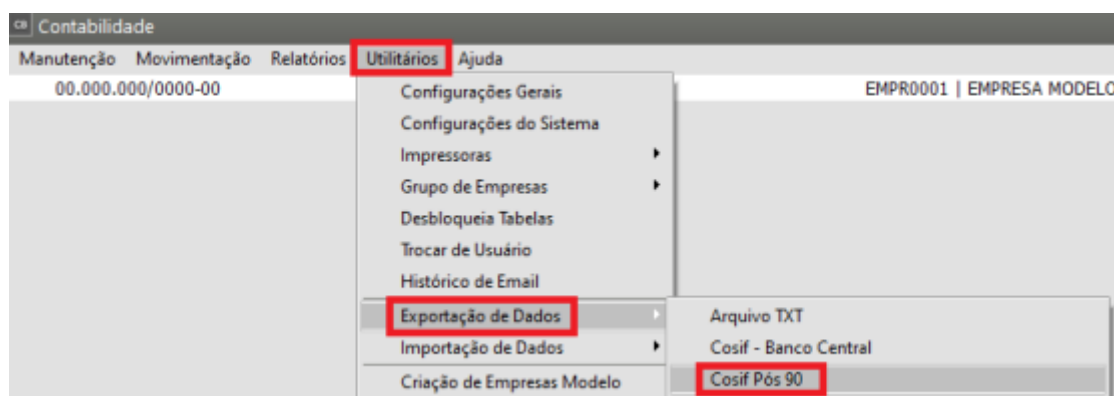 CB Contabilidade
Manutenção Movimentação Relatórios Utilitários Ajuda
00.000.000/0000-00 EMPR0001 | EMPRESA MODELO
Configurações Gerais
Configurações do Sistema
Impressoras
Grupo de Empresas
Desbloqueia Tabelas
Trocar de Usuário
Histórico de Email
Exportação de Dados Arquivo TXT
Importação de Dados Cosif - Banco Central
Criação de Empresas Modelo Cosif Pós 90